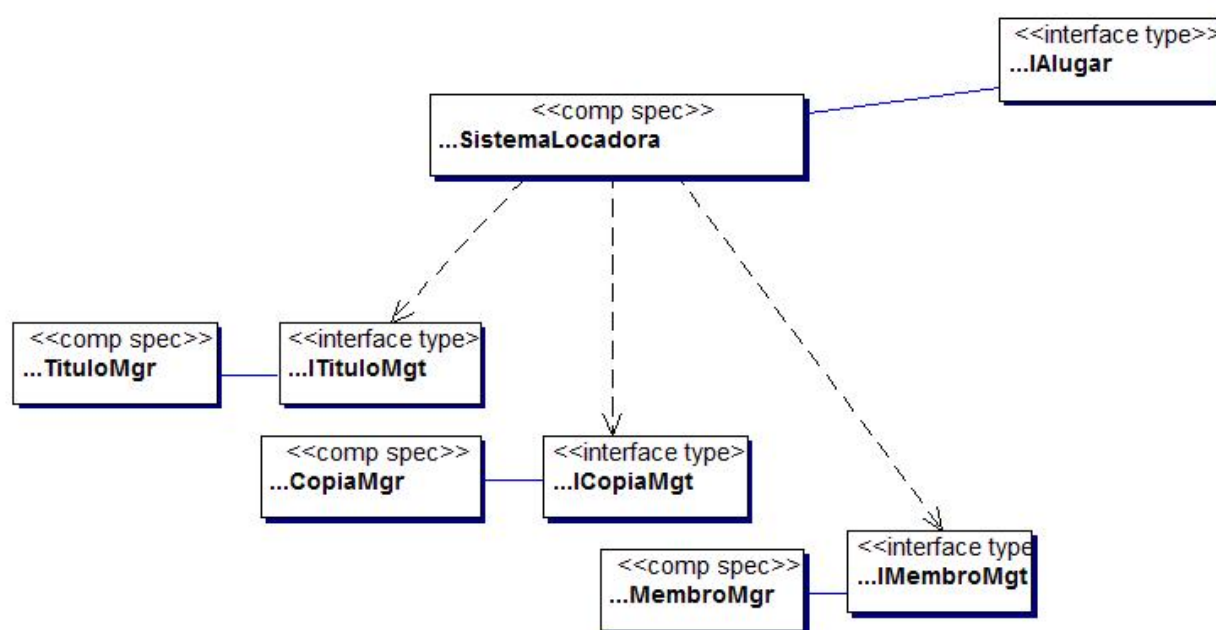 <<interface type>>
...IAlugar
<<comp spec>>
...SistemaLocadora
<<comp spec>>
...TituloMgr
<<interface type>
...ITituloMgt
<<comp spec>>
...CopiaMgr
<<interface type>
...ICopiaMgt
<<interface type
...IMembroMgt
<<comp spec>>
...MembroMgr